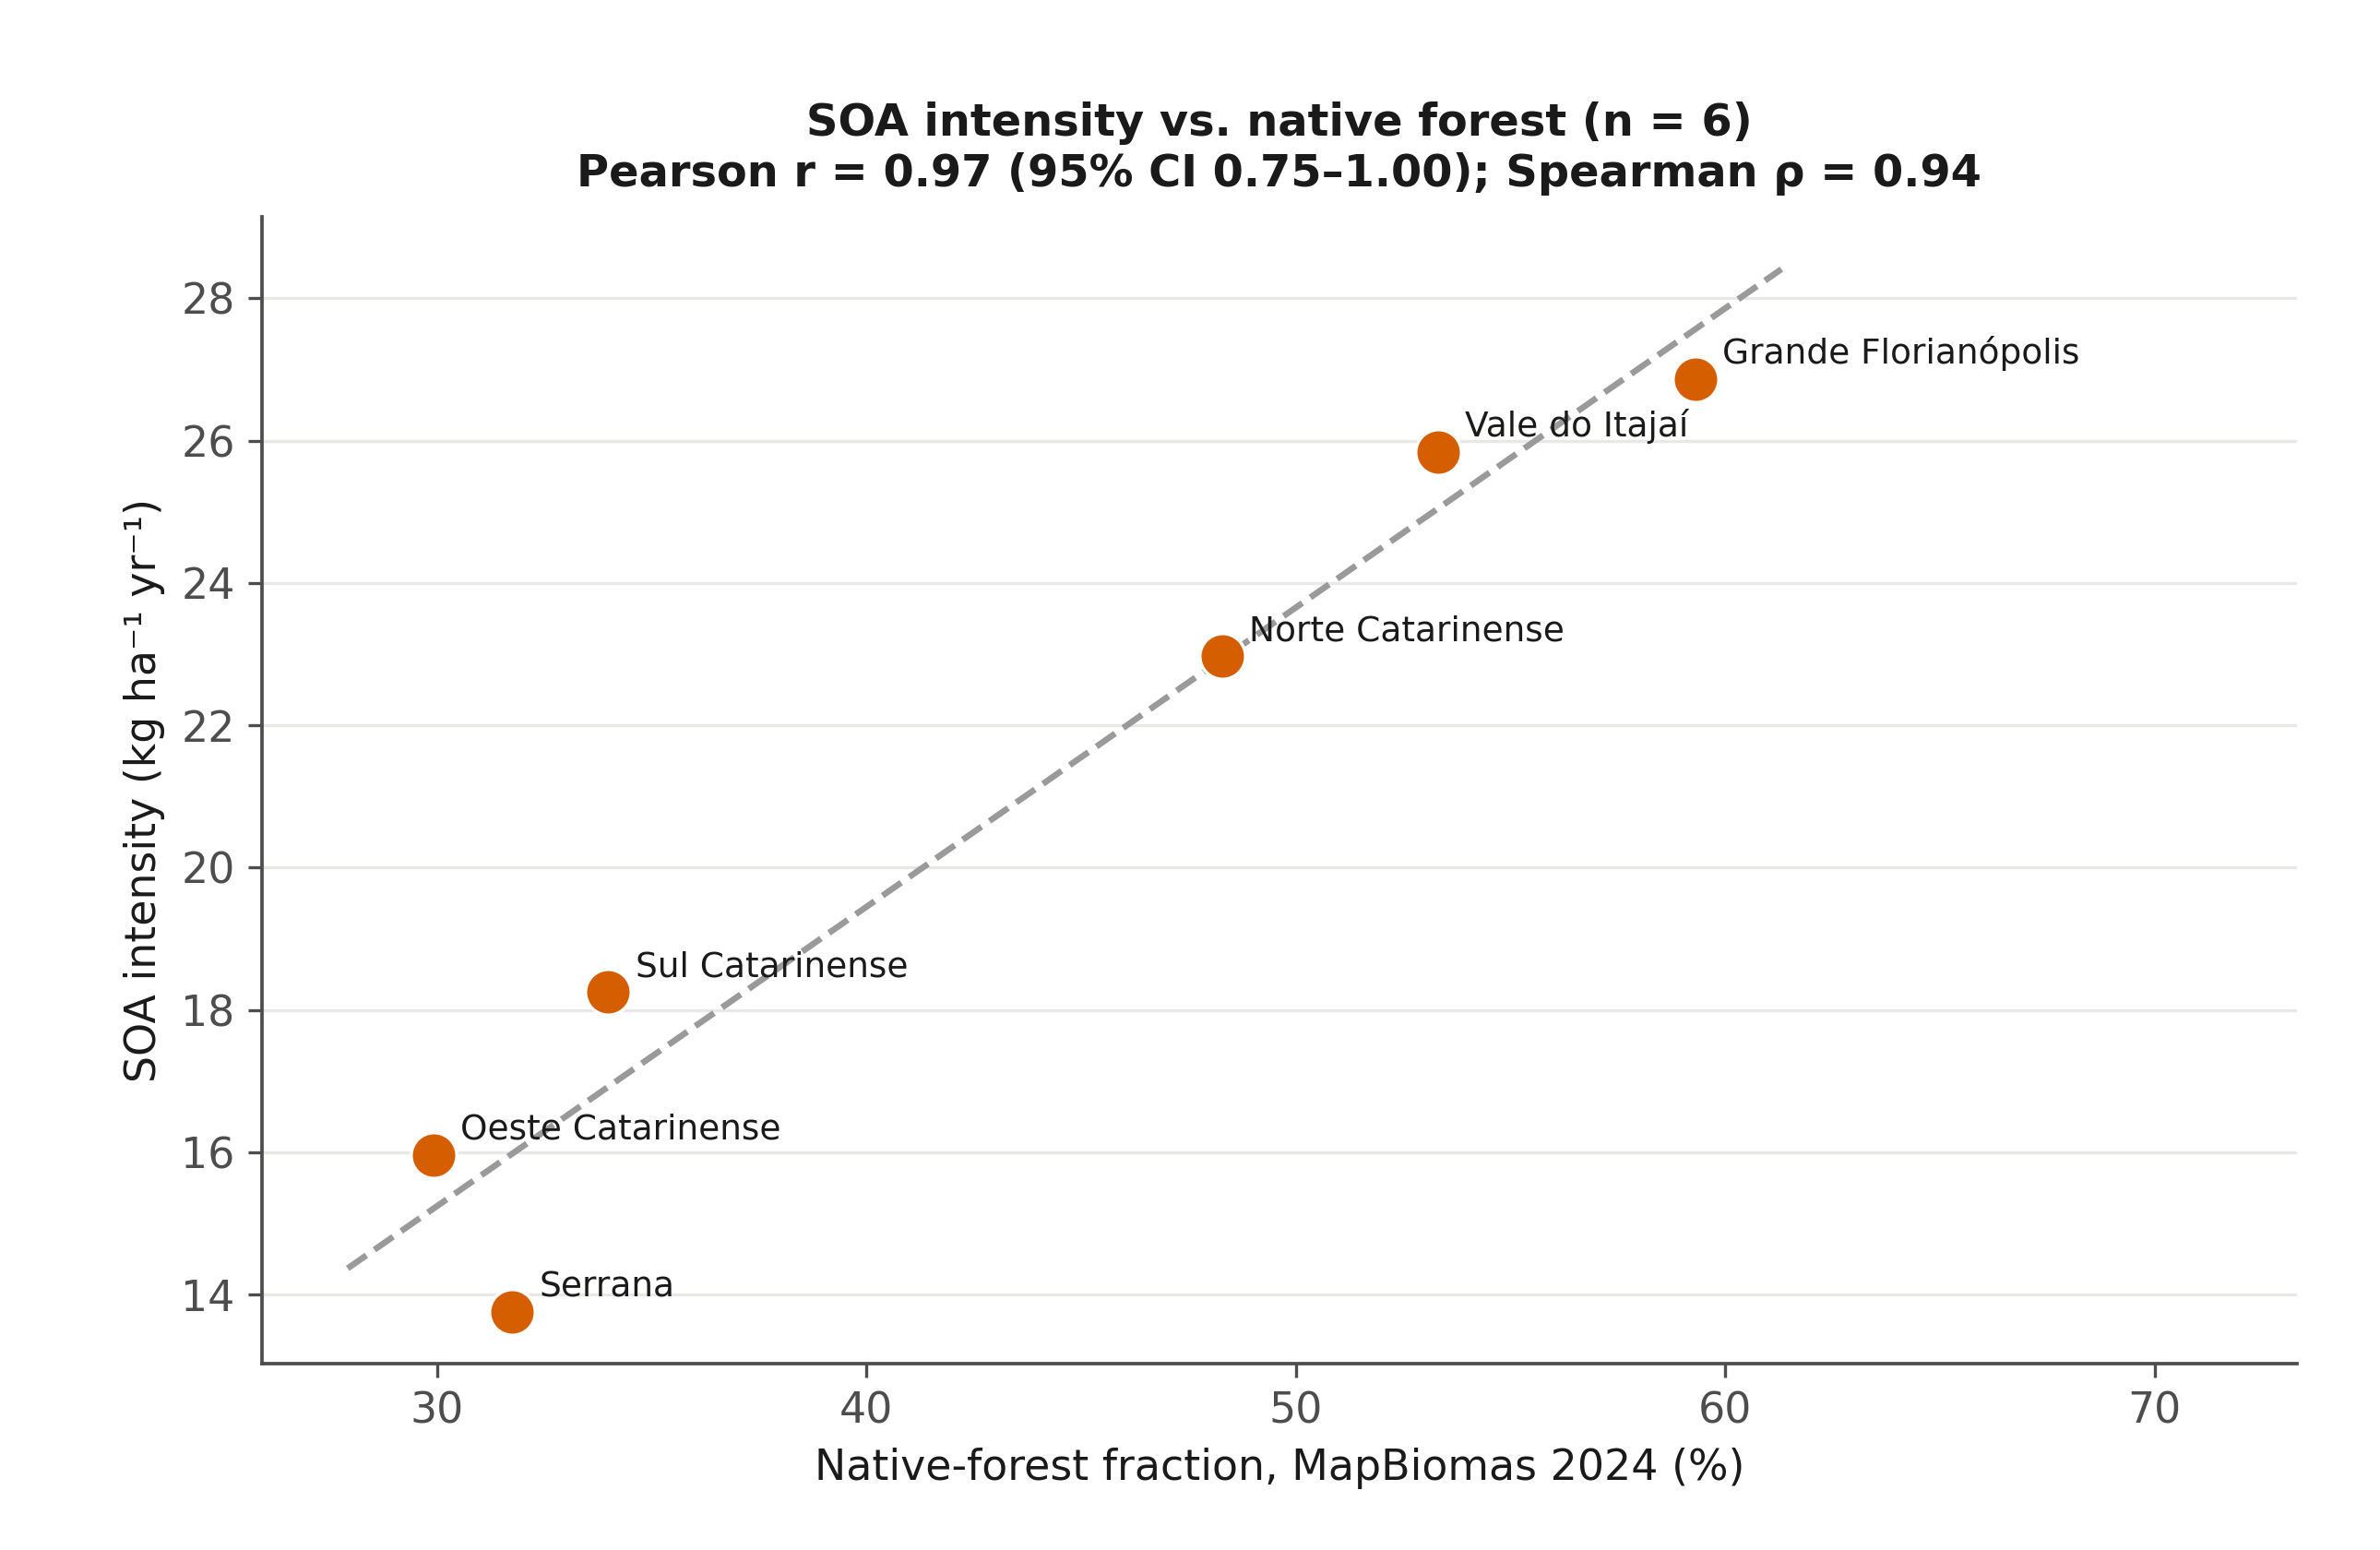 SOA intensity vs. native forest (n = 6)
Pearson r = 0.97 (95% CI 0.75–1.00); Spearman ρ = 0.94
SOA intensity (kg ha⁻¹ yr⁻¹)
28
26
24
22
20
18
16
14
Grande Florianópolis
Vale do Itajaí
Norte Catarinense
Sul Catarinense
Oeste Catarinense
Serrana
30
40
50
60
70
Native-forest fraction, MapBiomas 2024 (%)